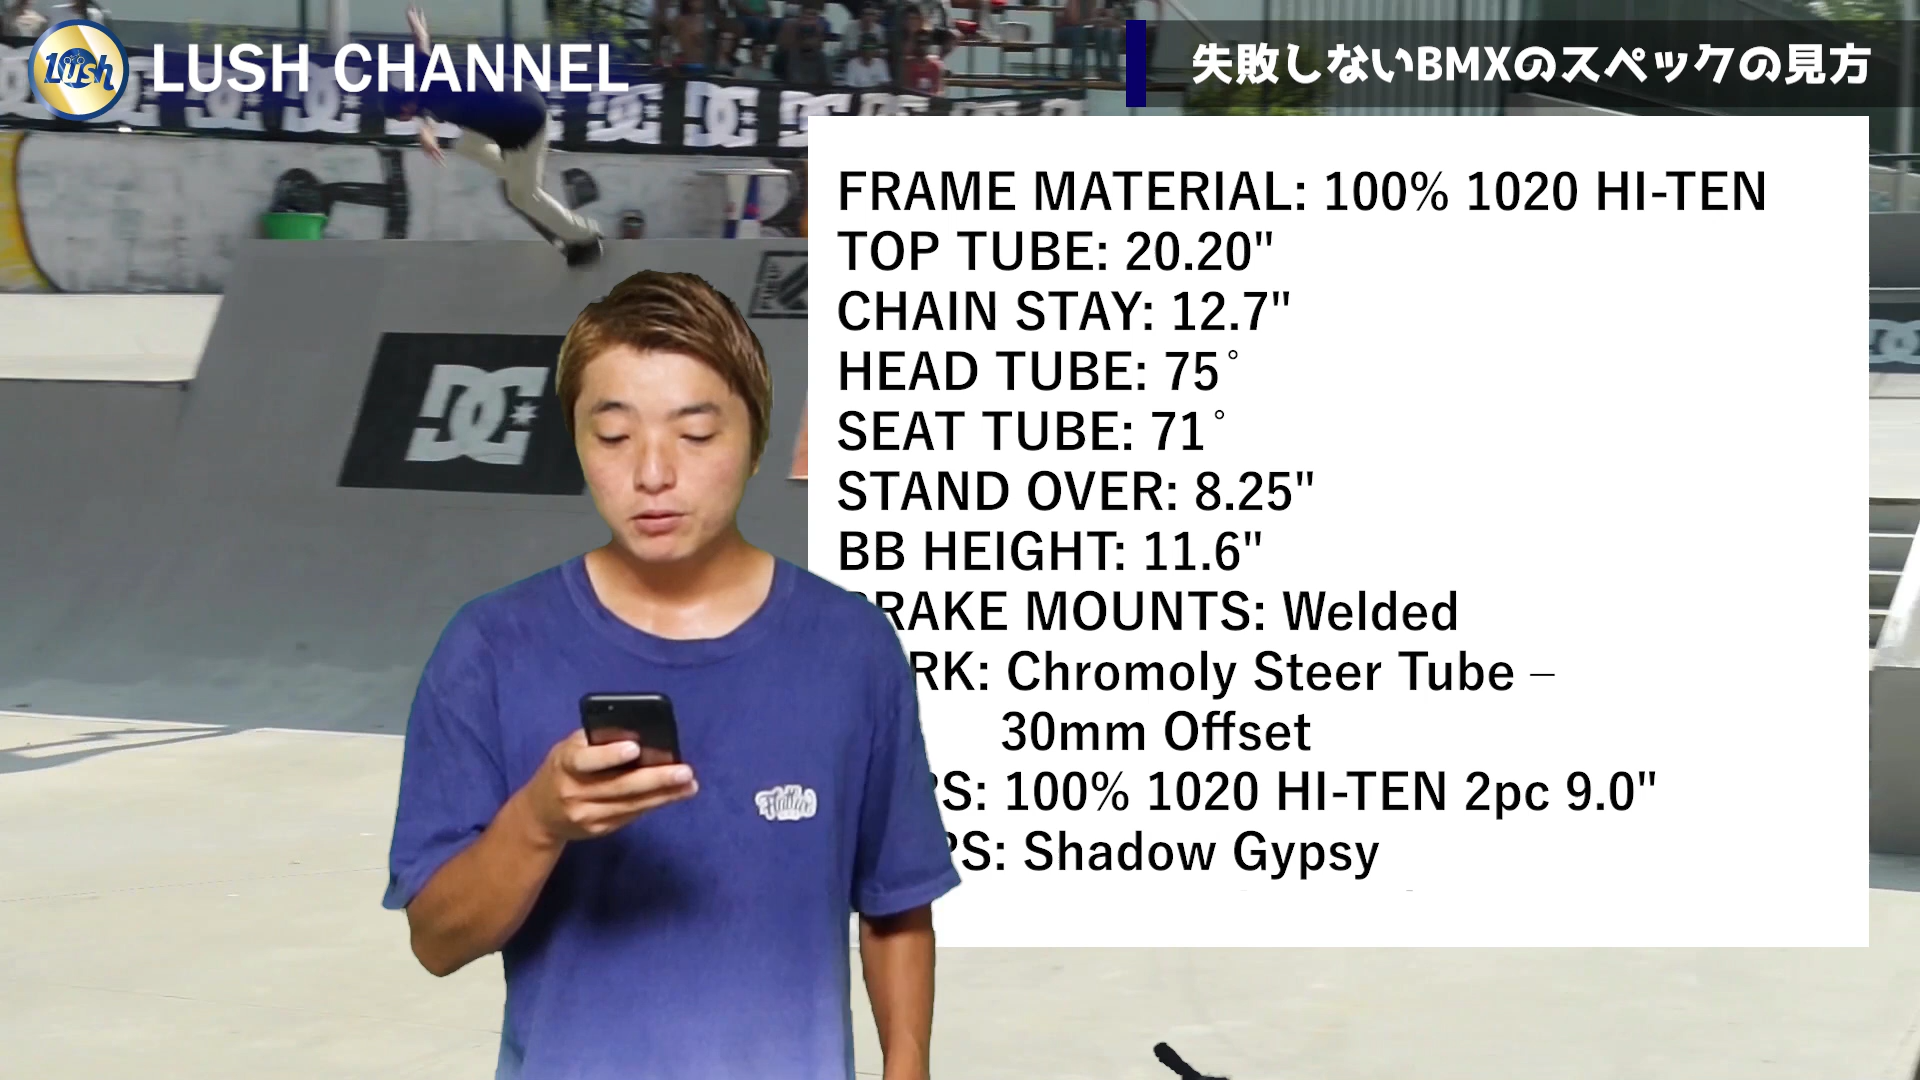 Lush
LUSH CHANNEL
失敗しないBMXのスペックの見方
FRAME MATERIAL: 100% 1020 HI-TEN
TOP TUBE: 20.20"
CHAIN STAY: 12.7"
HEAD TUBE: 75°
SEAT TUBE: 71°
STAND OVER: 8.25"
BB HEIGHT: 11.6"
RAKE MOUNTS: Welded
RK: Chromoly Steer Tube –
30mm Offset
S: 100% 1020 HI-TEN 2pc 9.0"
PS: Shadow Gypsy
DC